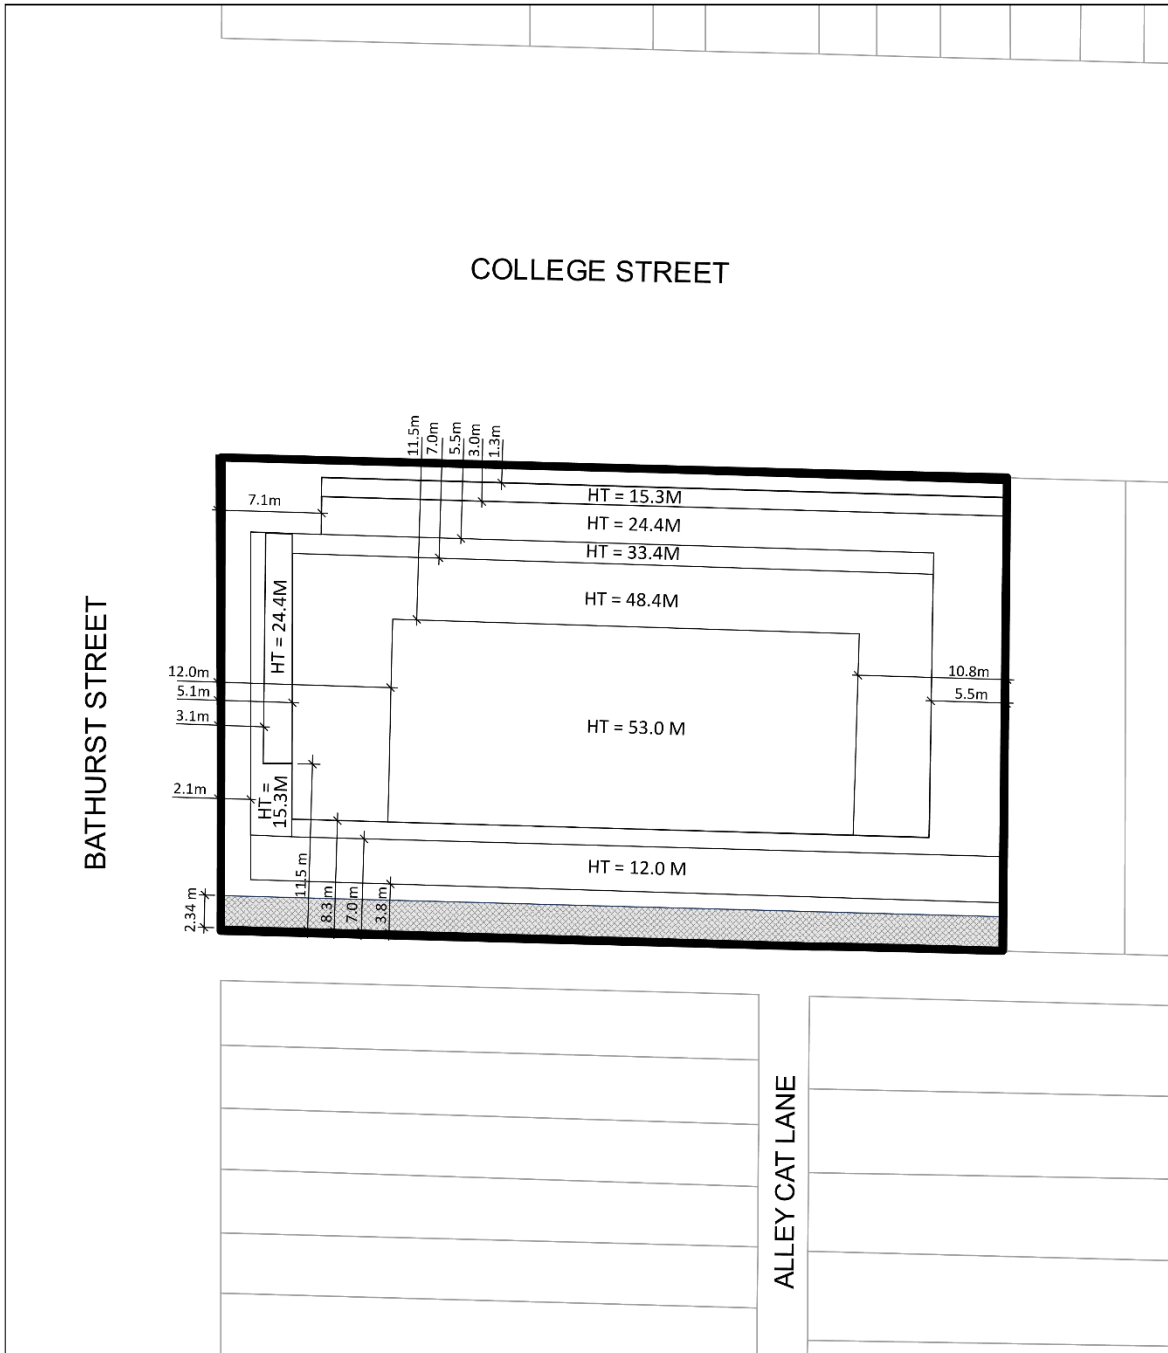 COLLEGE STREET
11.5m
7.0m
5.5m
3.0m
1.3m
7.1m
HT = 15.3M
HT = 24.4M
HT = 33.4M
HT = 48.4M
HT = 24.4M
12.0m
5.1m
3.1m
2.1m
10.8m
5.5m
HT = 53.0 M
HT =
15.3M
HT = 12.0 M
2.34 m
11.5 m
8.3 m
7.0 m
3.8 m
BATHURST STREET
ALLEY CAT LANE